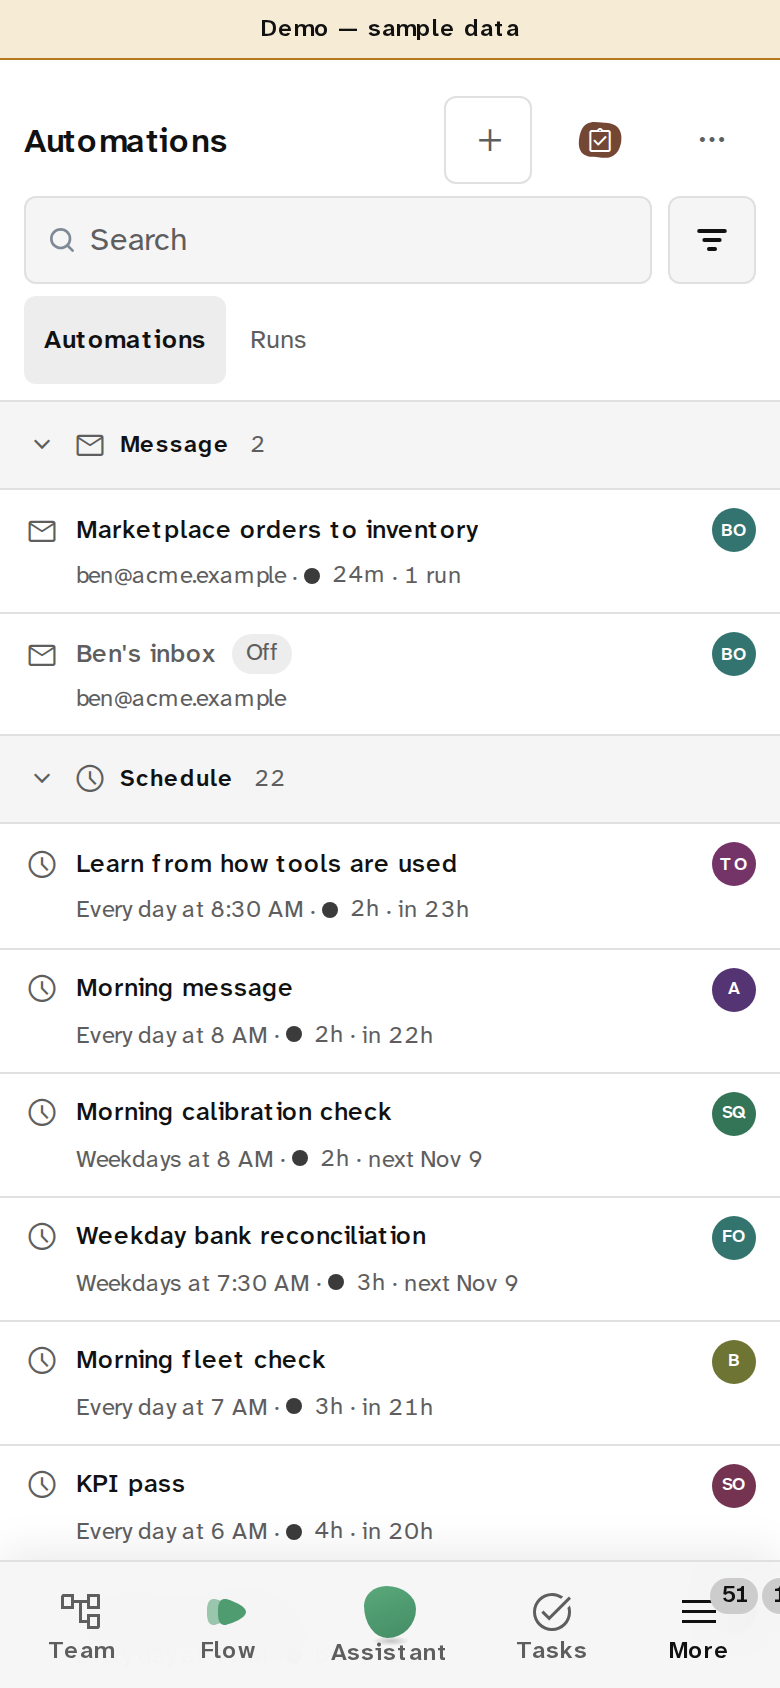 Demo — sample data
Automations
Search
Automations Runs
Message 2
Marketplace orders to inventory BO
ben@acme.example · 24m · 1 run
Ben's inbox Off BO
ben@acme.example
Schedule 22
Learn from how tools are used TO
Every day at 8:30 AM · 2h · in 23h
Morning message A
Every day at 8 AM · 2h · in 22h
Morning calibration check SQ
Weekdays at 8 AM · 2h · next Nov 9
Weekday bank reconciliation FO
Weekdays at 7:30 AM · 3h · next Nov 9
Morning fleet check B
Every day at 7 AM · 3h · in 21h
KPI pass SO
Every day at 6 AM · 4h · in 20h
51
Team Flow Assistant Tasks More